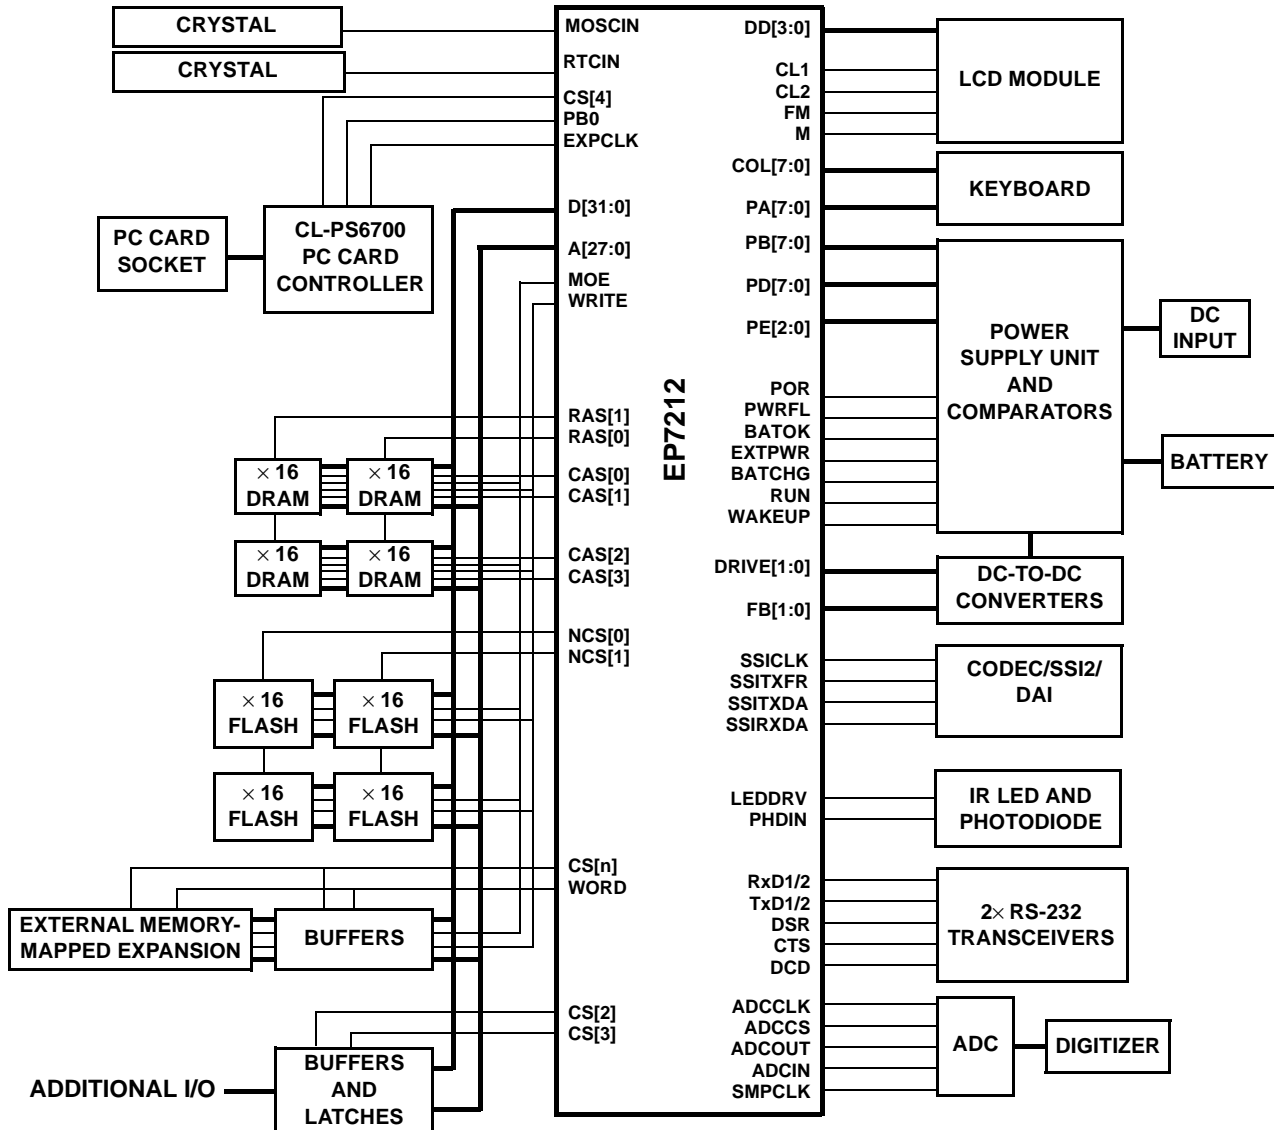 CRYSTAL
CRYSTAL
PC CARD
SOCKET
CL-PS6700
PC CARD
CONTROLLER
× 16
DRAM
× 16
DRAM
× 16
DRAM
× 16
DRAM
× 16
FLASH
× 16
FLASH
× 16
FLASH
× 16
FLASH
EXTERNAL MEMORY-
MAPPED EXPANSION
BUFFERS
ADDITIONAL I/O
BUFFERS
AND
LATCHES
MOSCIN
RTCIN
CS[4]
PB0
EXPCLK
D[31:0]
A[27:0]
MOE
WRITE
RAS[1]
RAS[0]
CAS[0]
CAS[1]
CAS[2]
CAS[3]
NCS[0]
NCS[1]
CS[n]
WORD
CS[2]
CS[3]
EP7212
DD[3:0]
CL1
CL2
FM
M
COL[7:0]
PA[7:0]
PB[7:0]
PD[7:0]
PE[2:0]
POR
PWRFL
BATOK
EXTPWR
BATCHG
RUN
WAKEUP
DRIVE[1:0]
FB[1:0]
SSICLK
SSITXFR
SSITXDA
SSIRXDA
LEDDRV
PHDIN
RxD1/2
TxD1/2
DSR
CTS
DCD
ADCCLK
ADCCS
ADCOUT
ADCIN
SMPCLK
LCD MODULE
KEYBOARD
POWER
SUPPLY UNIT
AND
COMPARATORS
DC
INPUT
BATTERY
DC-TO-DC
CONVERTERS
CODEC/SSI2/
DAI
IR LED AND
PHOTODIODE
2× RS-232
TRANSCEIVERS
ADC
DIGITIZER